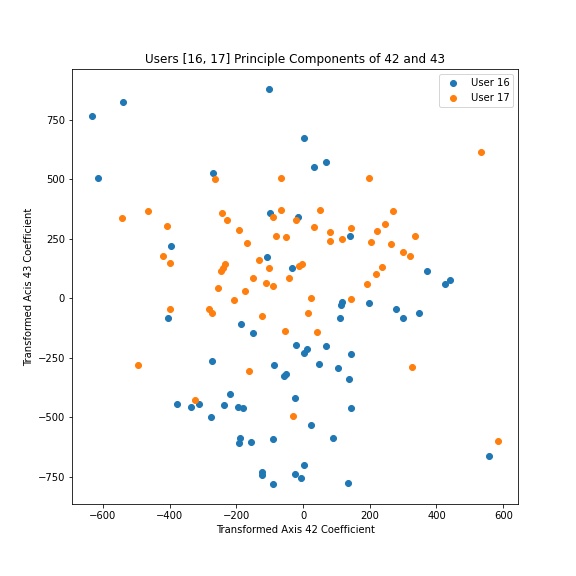 Users [16, 17] Principle Components of 42 and 43
User 16
User 17
Transformed Acis 43 Coefficient
750
500
250
0
−250
−500
−750
−600
−400
−200
0
200
400
600
Transformed Axis 42 Coefficient